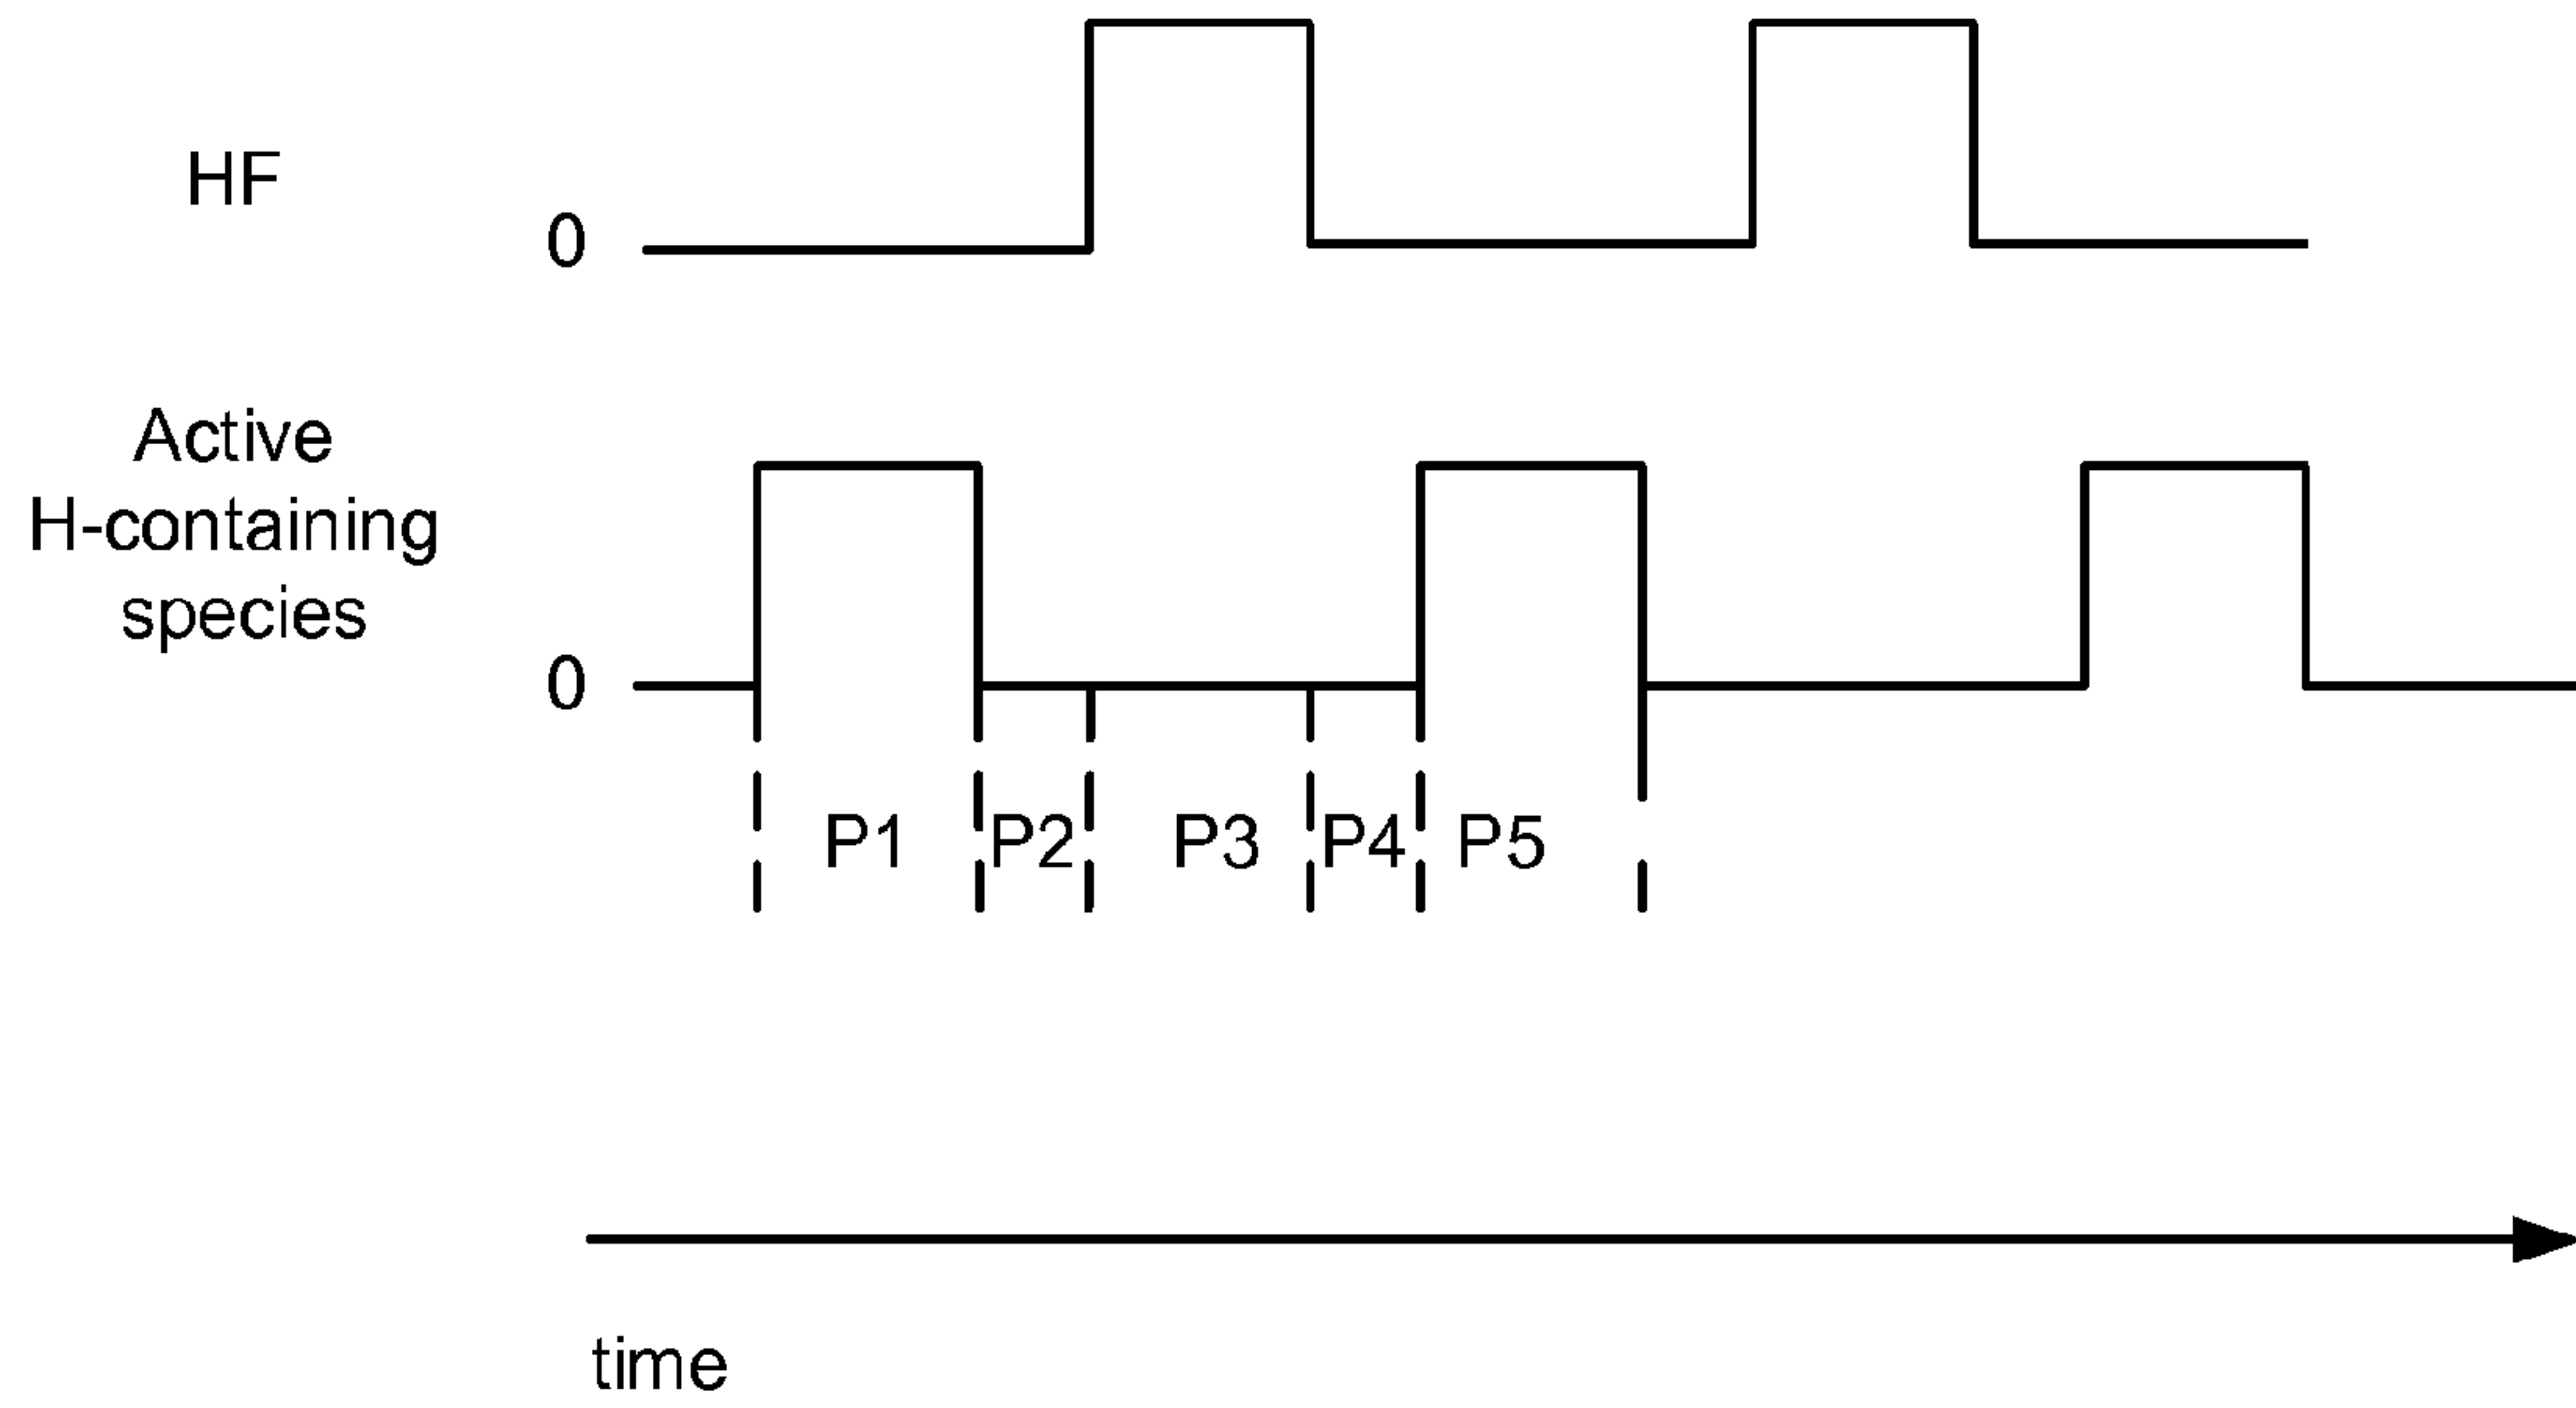 HF
0
Active
H-containing
species
0
P1 P2 P3 P4 P5
time